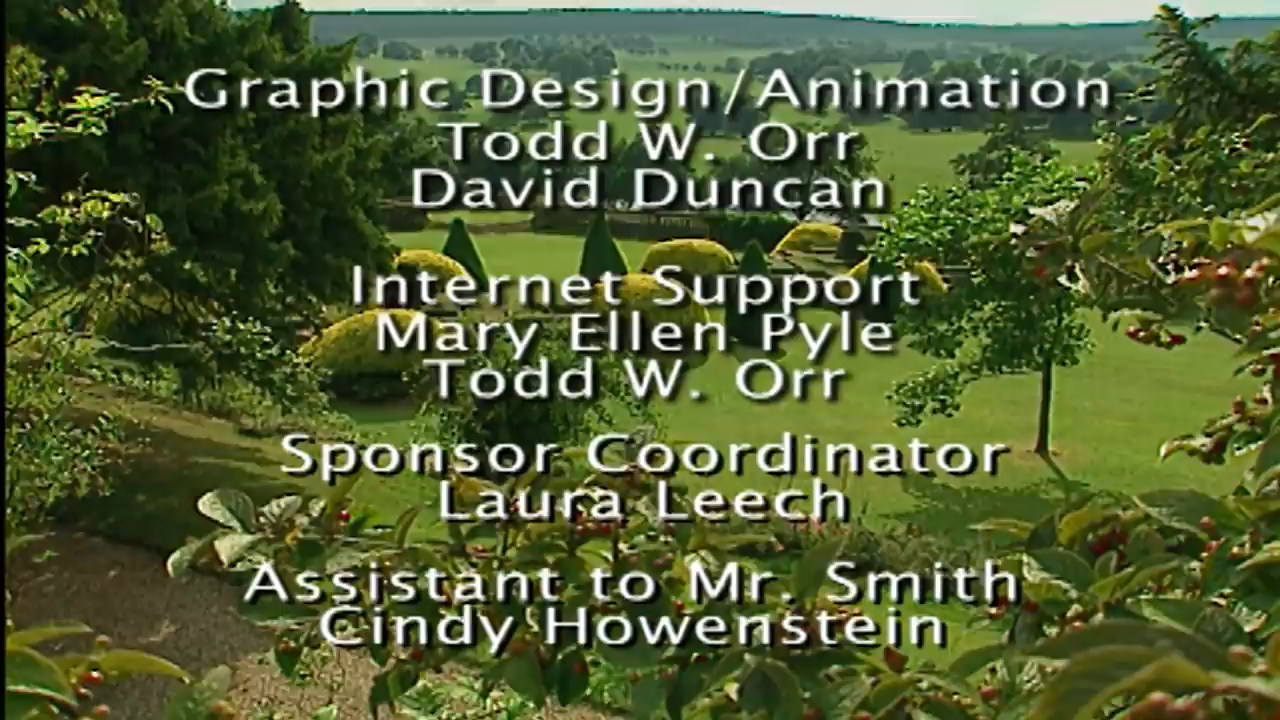 Graphic Design/Animation
Todd W. Orr
David Duncan
Internet Support
Mary Ellen Pyle
Todd W. Orr
Sponsor Coordinator
Laura Leech
Assistant to Mr. Smith
Cindy Howenstein